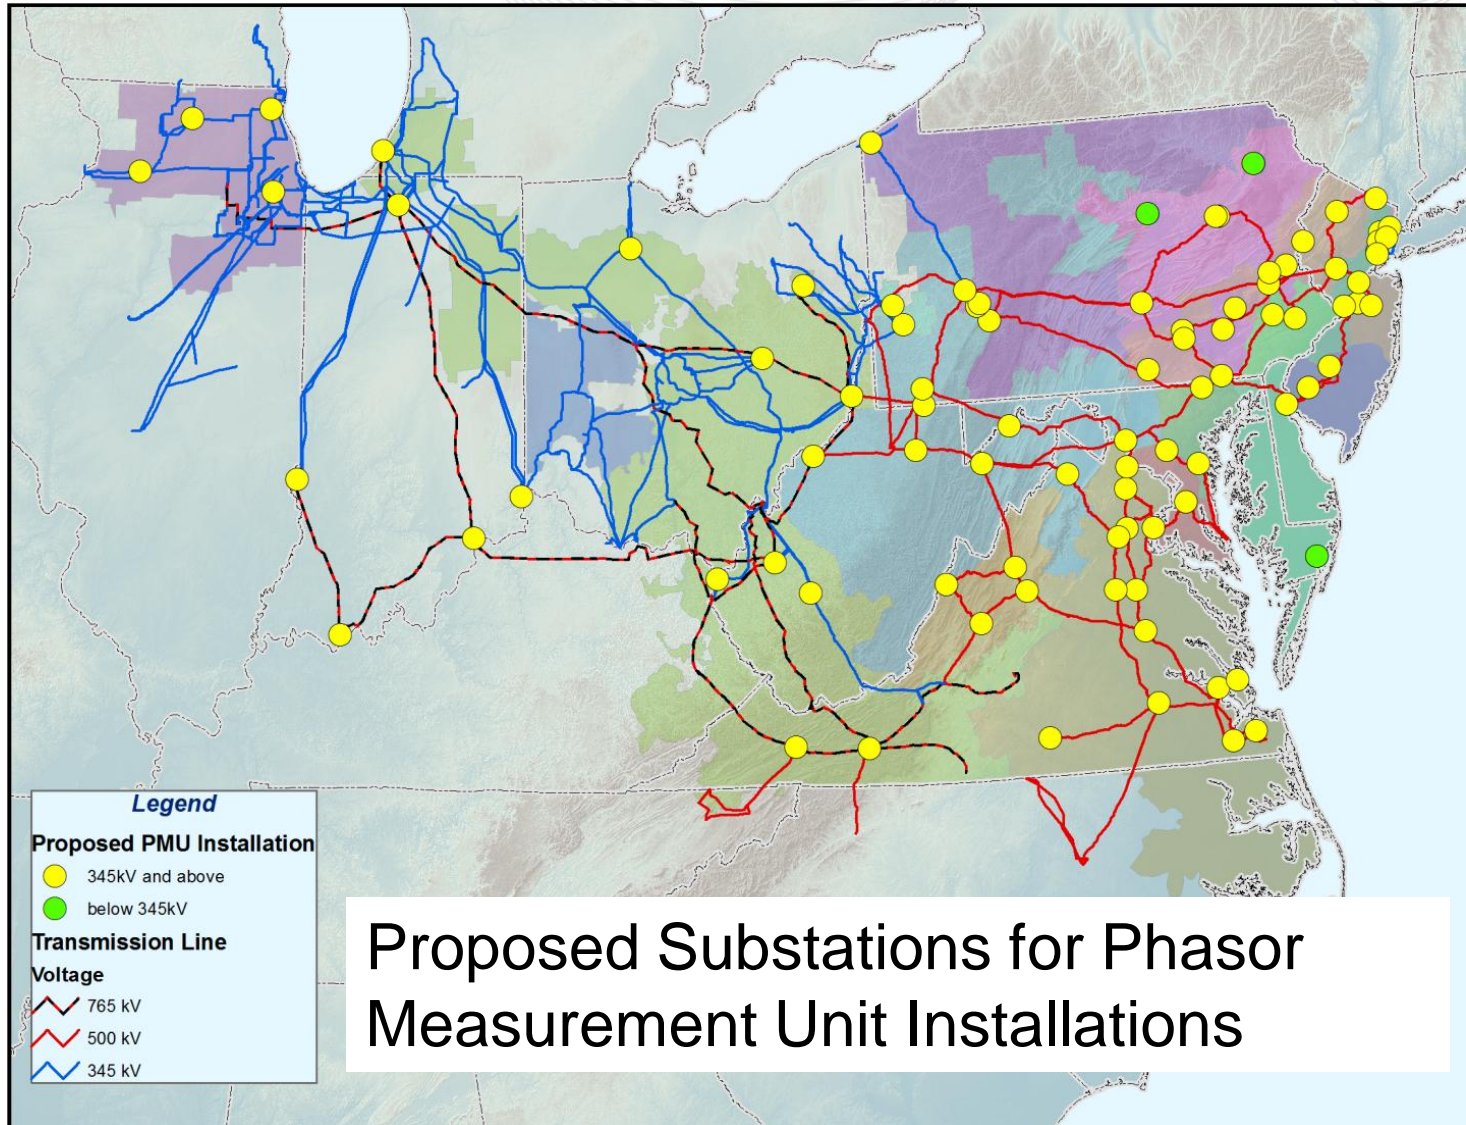 Legend
Proposed PMU Installation
345kV and above
below 345kV
Transmission Line
Voltage
765 kV
500 kV
345 kV
Proposed Substations for Phasor
Measurement Unit Installations